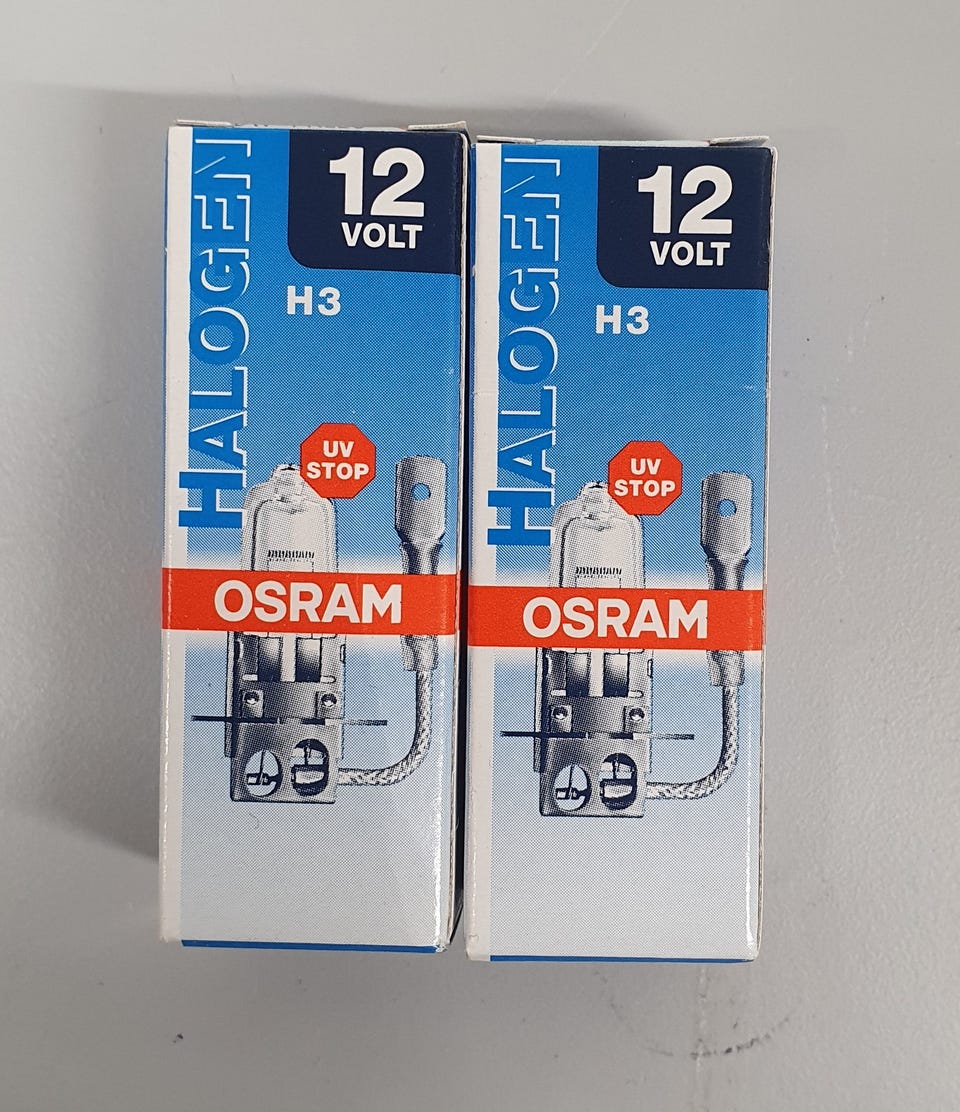 HALOGEN
12
VOLT
H3
UV
STOP
OSRAM
HALOGEN
12
VOLT
H3
UV
STOP
OSRAM